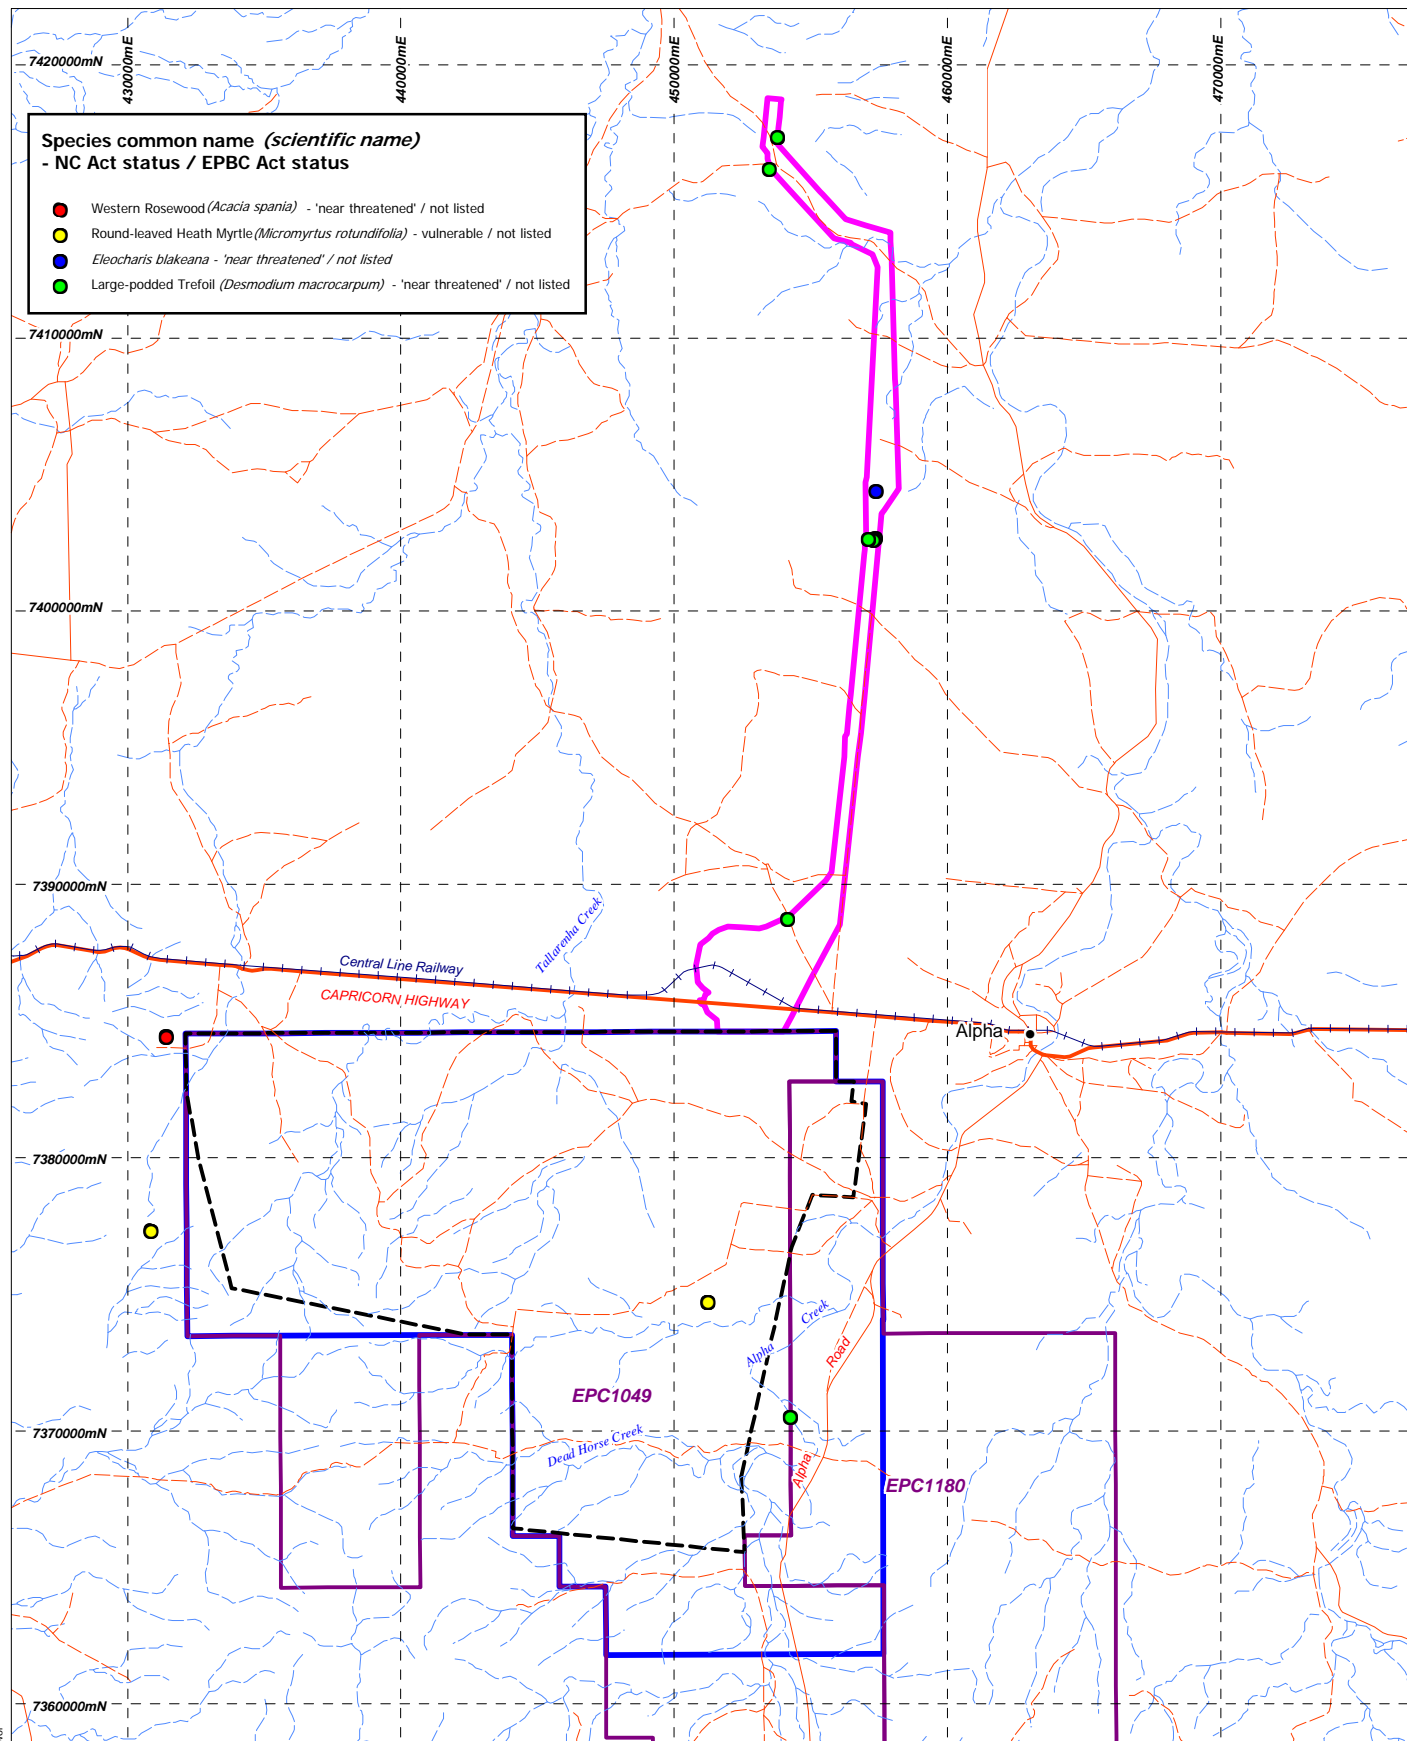 430000mE
440000mE
450000mE
460000mE
470000mE
7420000mN
Species common name (scientific name)
- NC Act status / EPBC Act status
Western Rosewood (Acacia spania) - 'near threatened' / not listed
Round-leaved Heath Myrtle (Micromyrtus rotundifolia) - vulnerable / not listed
Eleocharis blakeana - 'near threatened' / not listed
Large-podded Trefoil (Desmodium macrocarpum) - 'near threatened' / not listed
7410000mN
7400000mN
7390000mN
Tallarenha Creek
Central Line Railway
CAPRICORN HIGHWAY
Alpha
7380000mN
Alpha Creek
Alpha Road
EPC1049
7370000mN
Dead Horse Creek
EPC1180
7360000mN